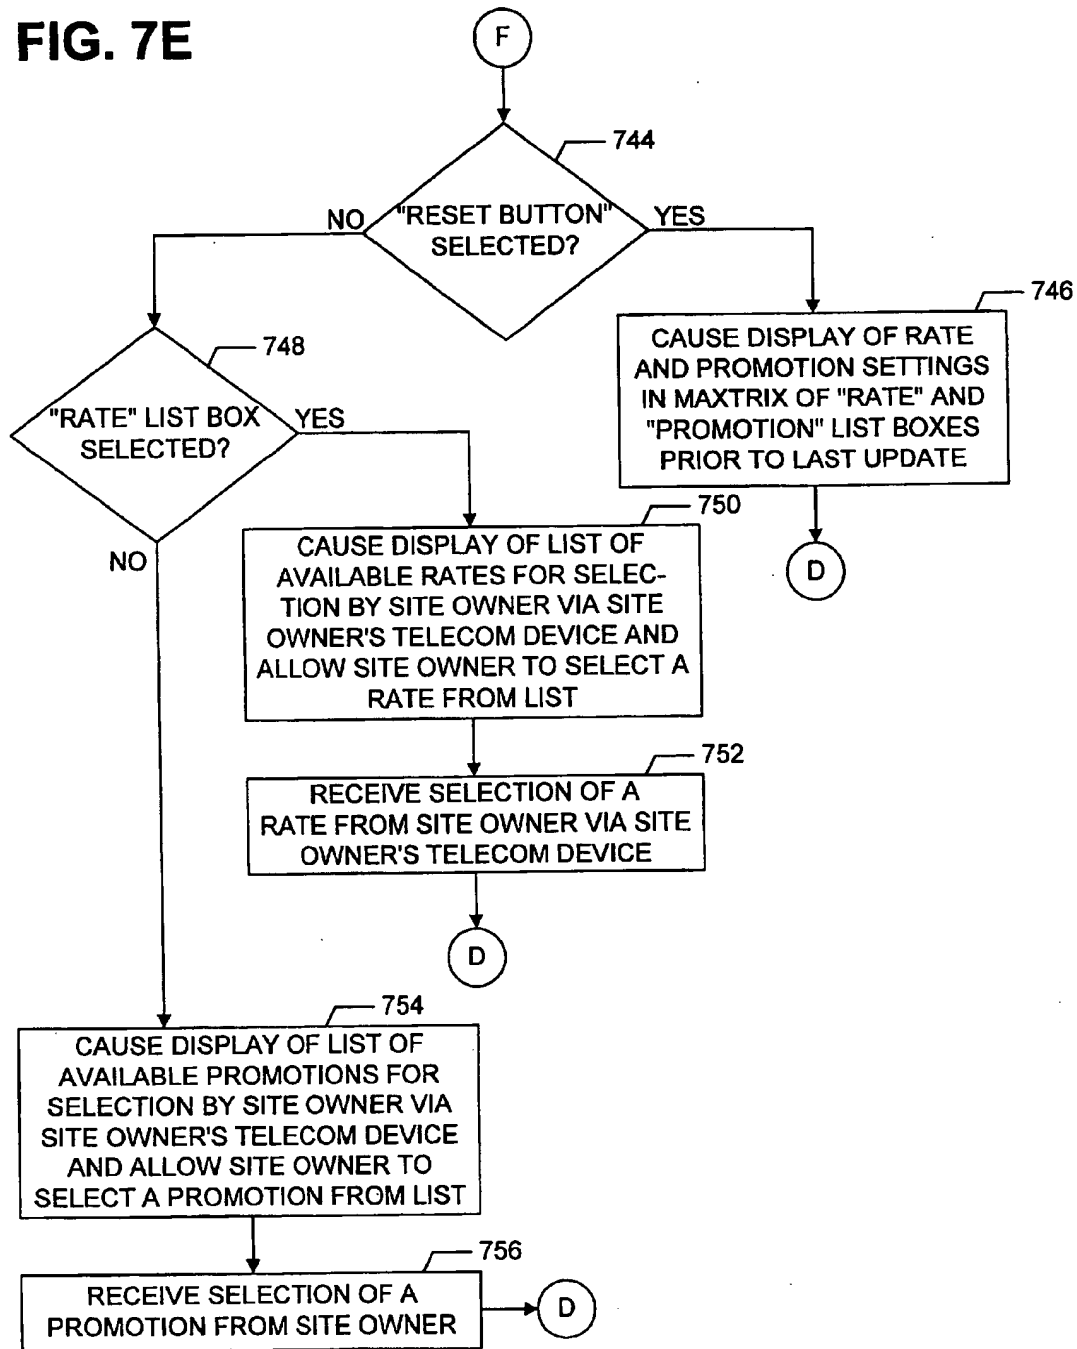 FIG. 7E
F
744
"RESET BUTTON"
SELECTED?
NO
YES
746
CAUSE DISPLAY OF RATE
AND PROMOTION SETTINGS
IN MAXTRIX OF "RATE" AND
"PROMOTION" LIST BOXES
PRIOR TO LAST UPDATE
D
748
"RATE" LIST BOX
SELECTED?
YES
NO
750
CAUSE DISPLAY OF LIST OF
AVAILABLE RATES FOR SELEC-
TION BY SITE OWNER VIA SITE
OWNER'S TELECOM DEVICE AND
ALLOW SITE OWNER TO SELECT A
RATE FROM LIST
752
RECEIVE SELECTION OF A
RATE FROM SITE OWNER VIA SITE
OWNER'S TELECOM DEVICE
D
754
CAUSE DISPLAY OF LIST OF
AVAILABLE PROMOTIONS FOR
SELECTION BY SITE OWNER VIA
SITE OWNER'S TELECOM DEVICE
AND ALLOW SITE OWNER TO
SELECT A PROMOTION FROM LIST
756
RECEIVE SELECTION OF A
PROMOTION FROM SITE OWNER
D